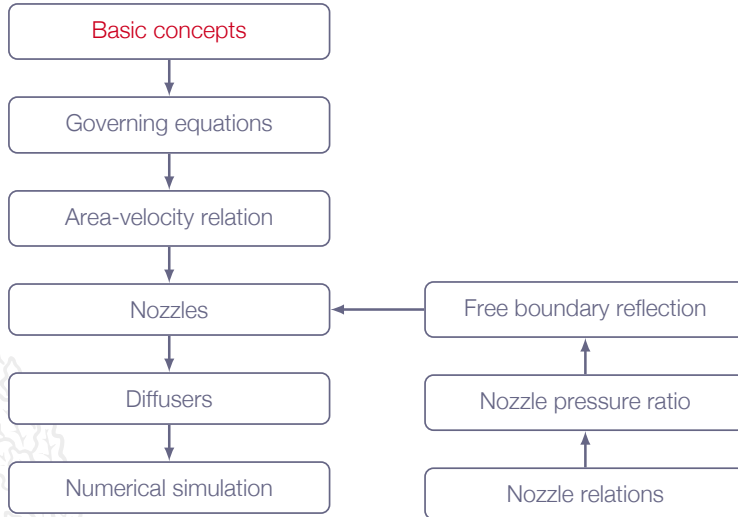 Basic concepts
Governing equations
Area-velocity relation
Nozzles
Diffusers
Numerical simulation
Free boundary reflection
Nozzle pressure ratio
Nozzle relations